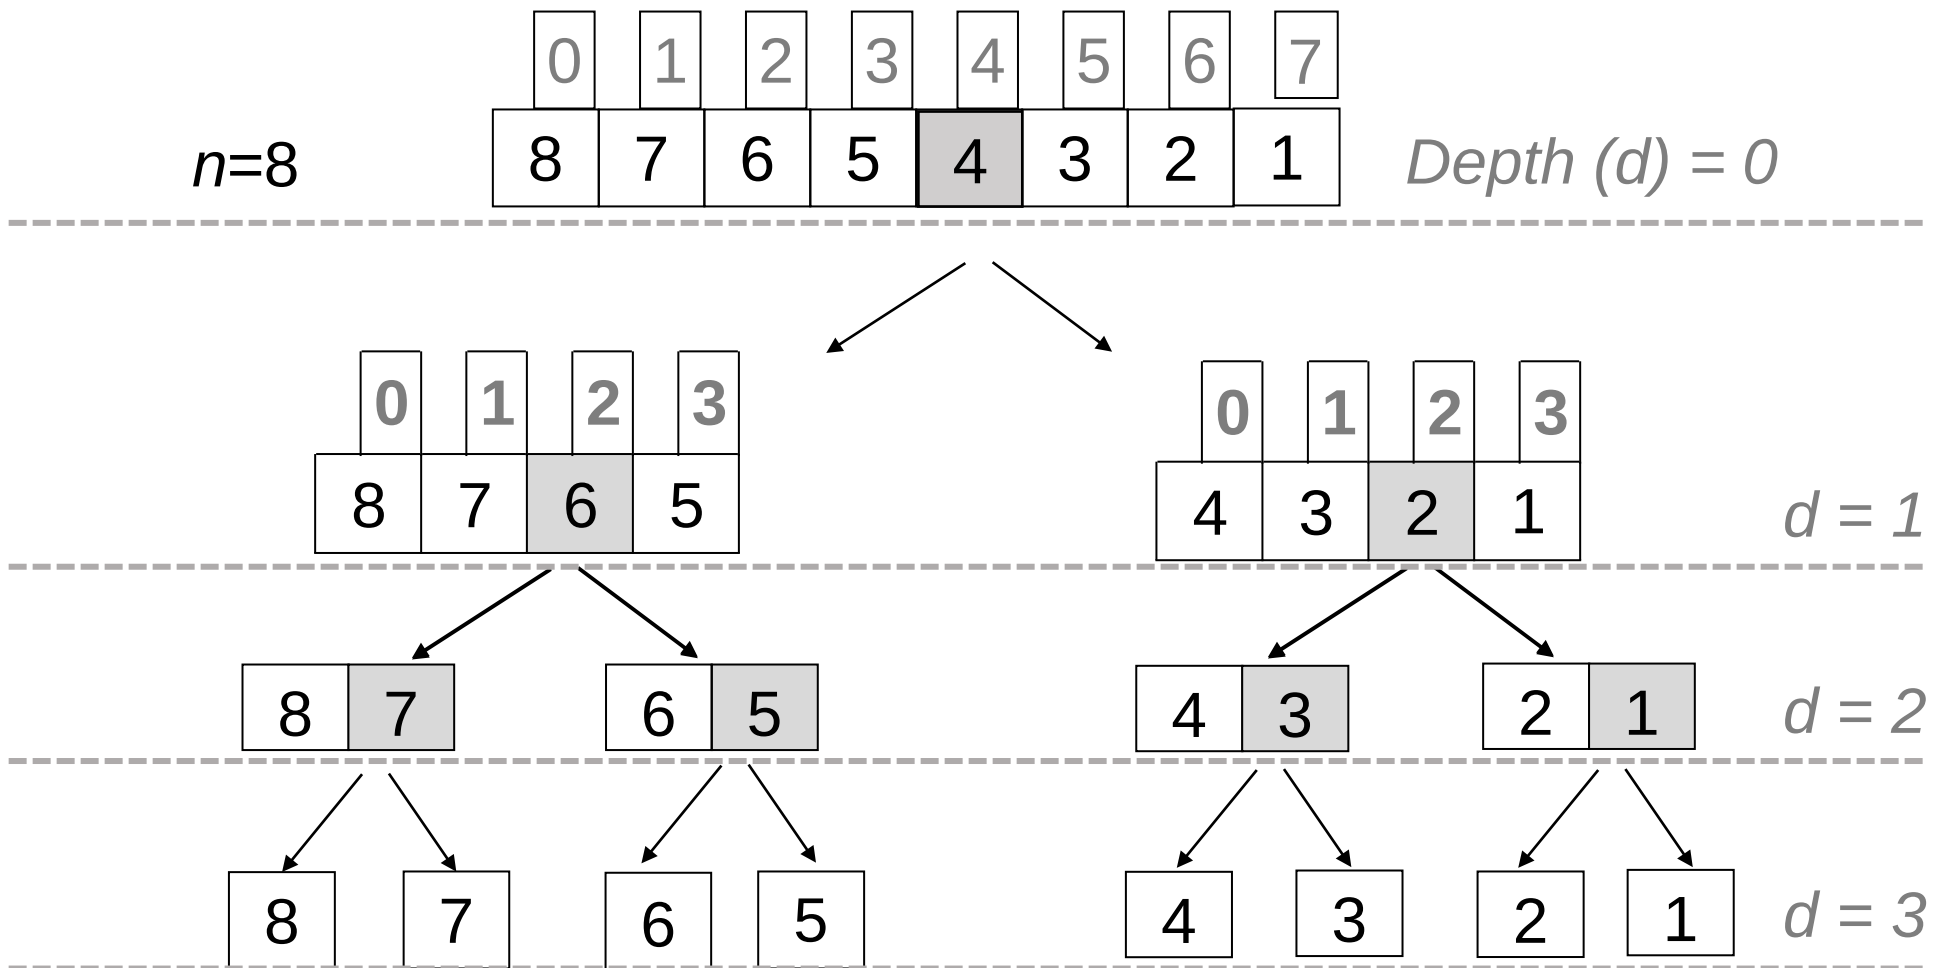 0 1 2 3 4 5 6 7
n=8 8 7 6 5 4 3 2 1 Depth (d) = 0
0 1 2 3 0 1 2 3
8 7 6 5 4 3 2 1 d = 1
8 7 6 5 4 3 2 1 d = 2
8 7 6 5 4 3 2 1 d = 3